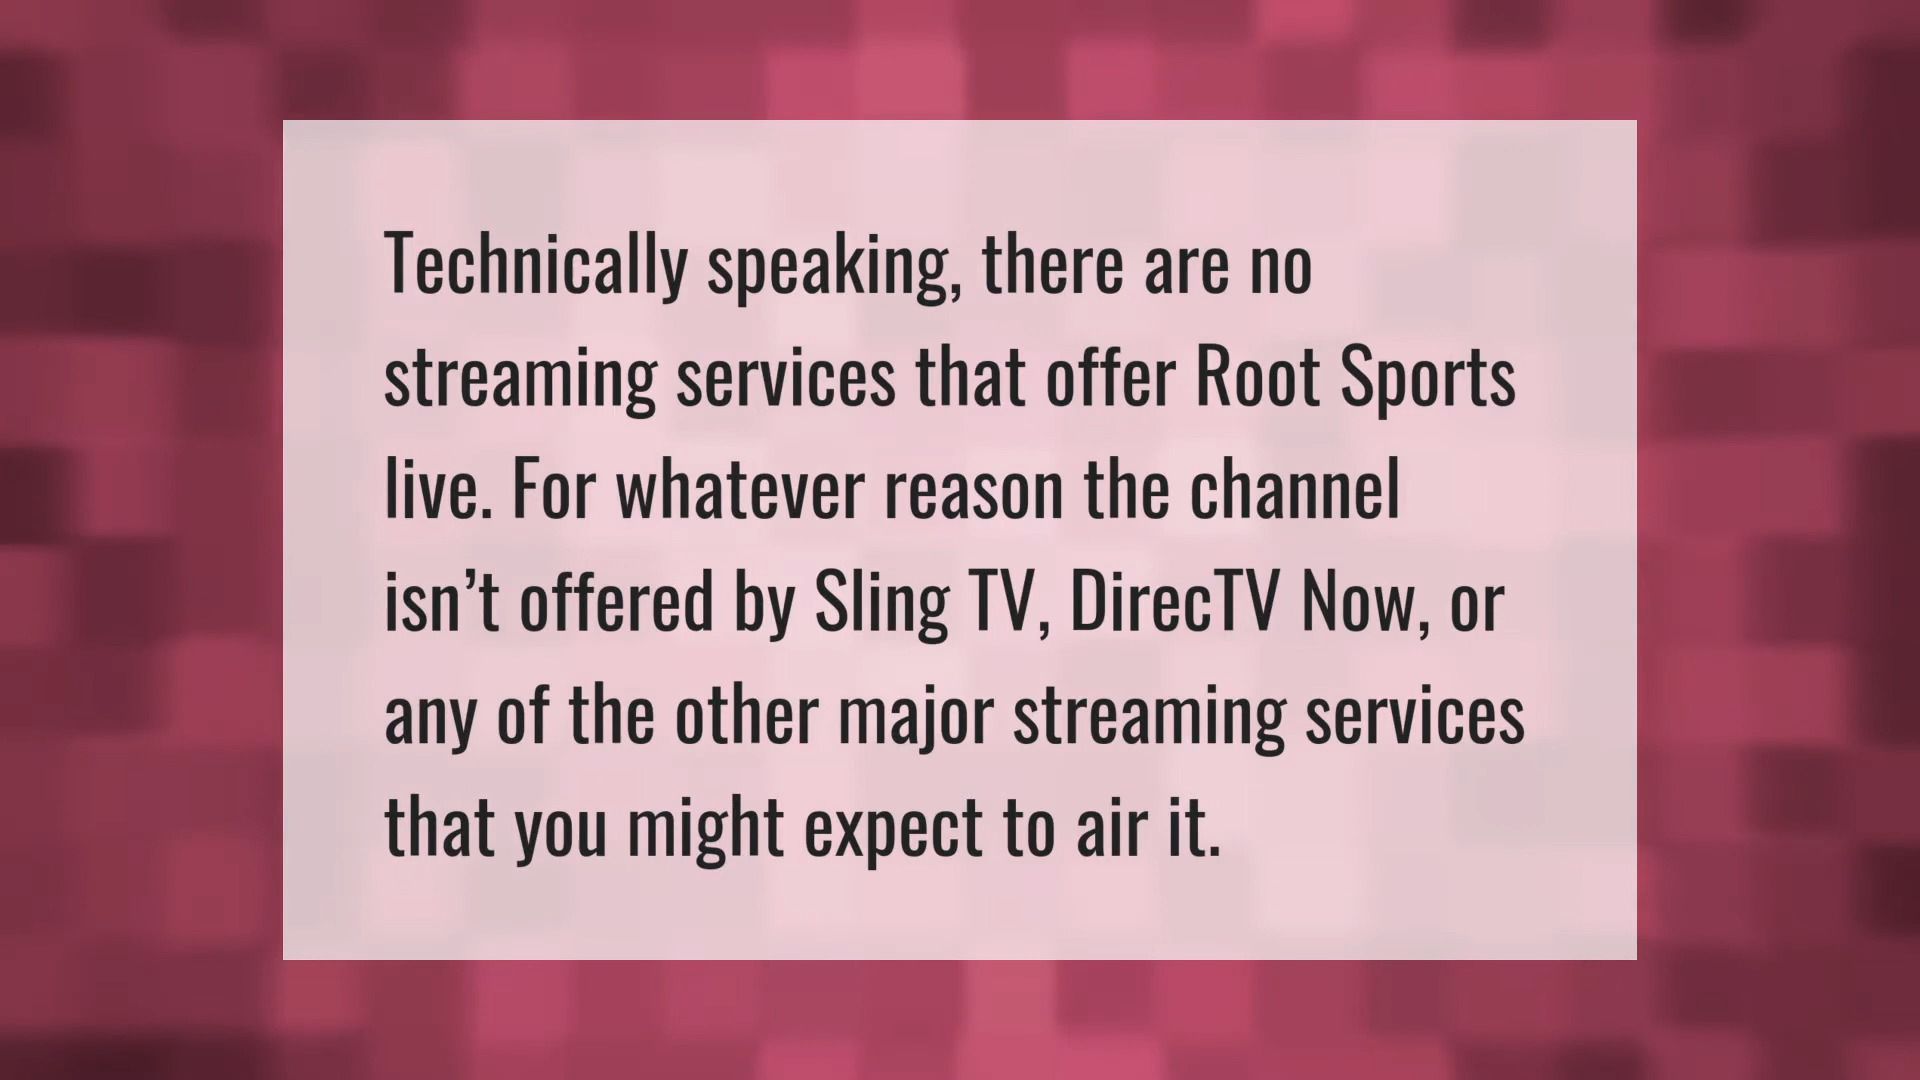 Technically speaking, there are no
streaming services that offer Root Sports
live. For whatever reason the channel
isn’t offered by Sling TV, DirecTV Now, or
any of the other major streaming services
that you might expect to air it.